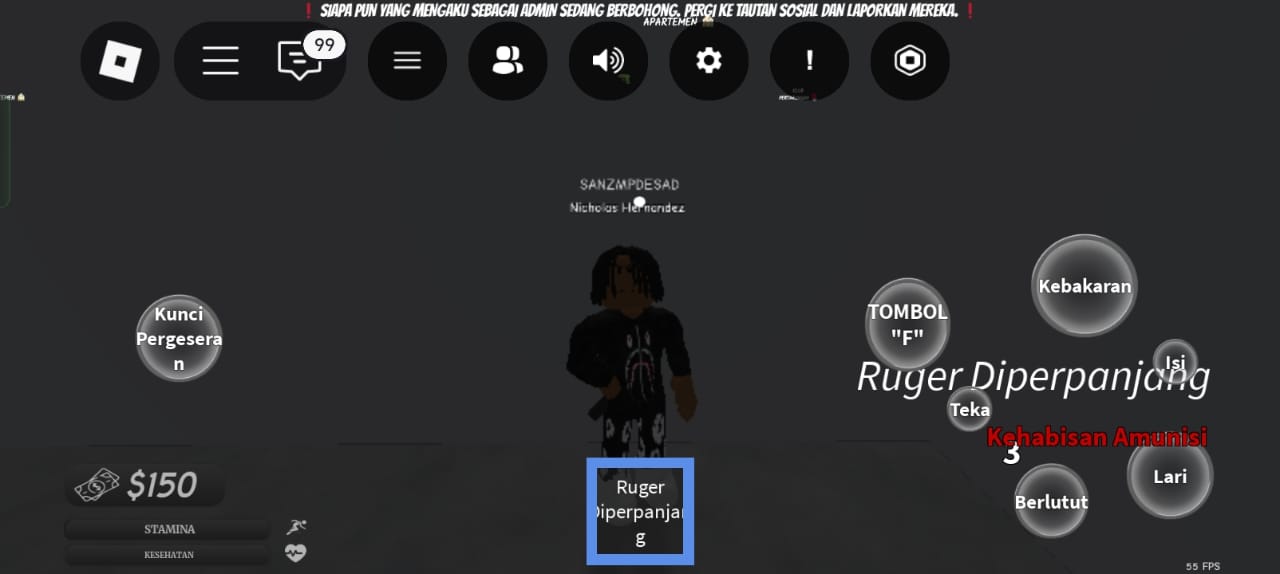 ❗ SIAPA PUN YANG MENGAKU SEBAGAI ADMIN SEDANG BERBOHONG. PERGI KE TAUTAN SOSIAL DAN LAPORKAN MEREKA. ❗
APARTEMEN
99
SANZMPDESAD
Nicholas Hernandez
Kunci
Pergesera
n
TOMBOL
"F"
Kebakaran
Isi
Ruger Diperpanjang
Teka
Kehabisan Amunisi
3
Lari
Berlutut
$150
STAMINA
KESEHATAN
Ruger
Diperpanjan
g
55 FPS